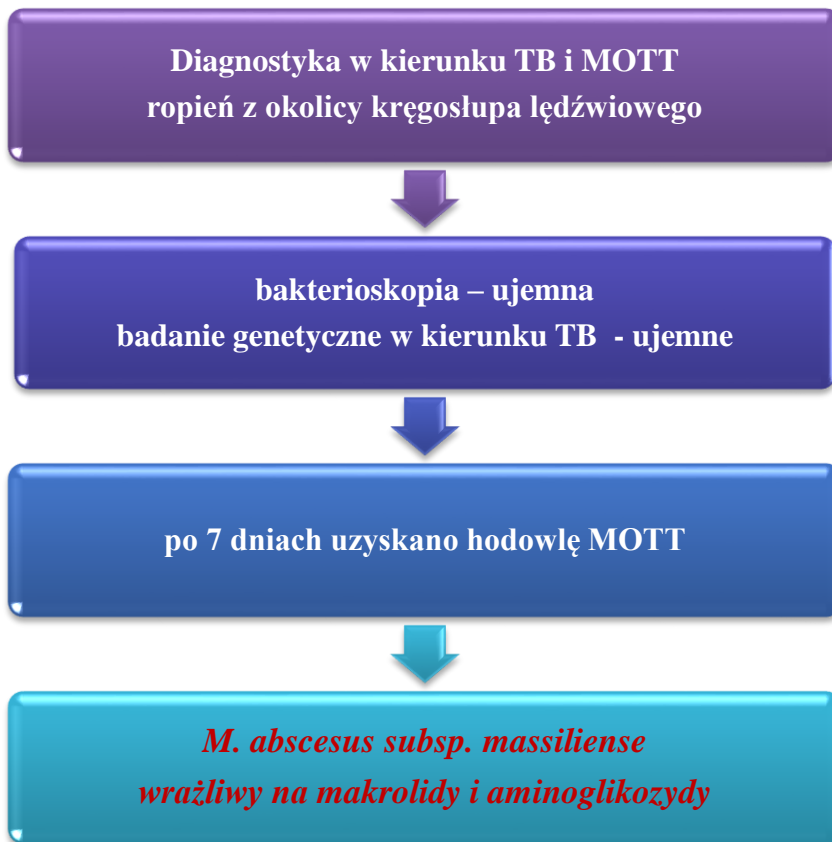 Diagnostyka w kierunku TB i MOTT
ropień z okolicy kręgosłupa lędźwiowego
bakterioskopia – ujemna
badanie genetyczne w kierunku TB - ujemne
po 7 dniach uzyskano hodowlę MOTT
M. abscesus subsp. massiliense
wrażliwy na makrolidy i aminoglikozydy